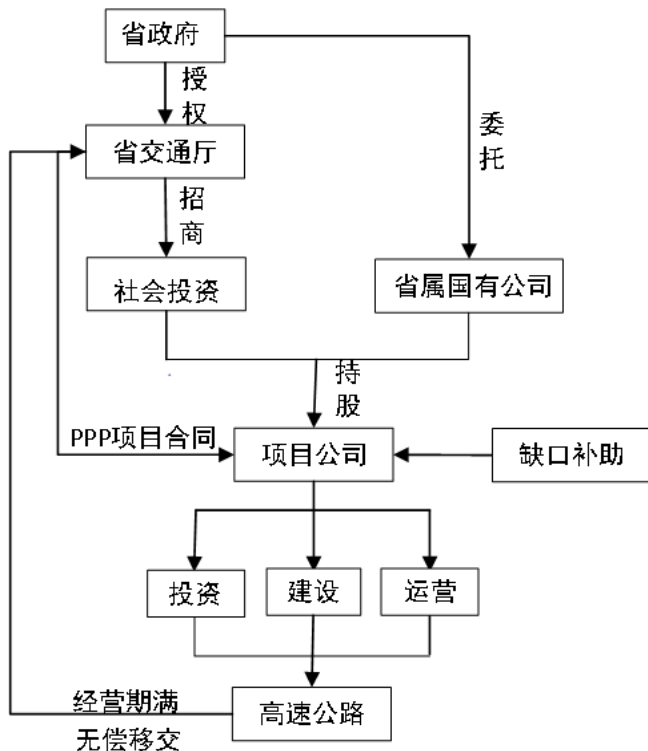 省政府
授
权
委
托
省交通厅
招
商
社会投资
省属国有公司
持
股
PPP项目合同
项目公司
缺口补助
投资
建设
运营
经营期满
无偿移交
高速公路